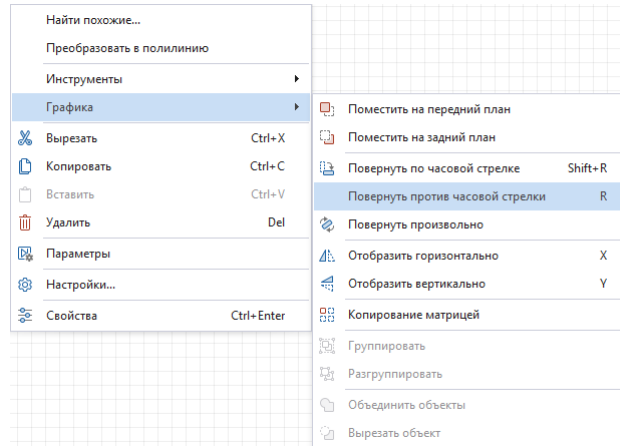 Найти похожие...
Преобразовать в полилинию
Инструменты
Графика
Вырезать Ctrl+X
Копировать Ctrl+C
Вставить Ctrl+V
Удалить Del
Параметры
Настройки...
Свойства Ctrl+Enter
Поместить на передний план
Поместить на задний план
Повернуть по часовой стрелке Shift+R
Повернуть против часовой стрелки R
Повернуть произвольно
Отобразить горизонтально X
Отобразить вертикально Y
Копирование матрицей
Группировать
Разгруппировать
Объединить объекты
Вырезать объект